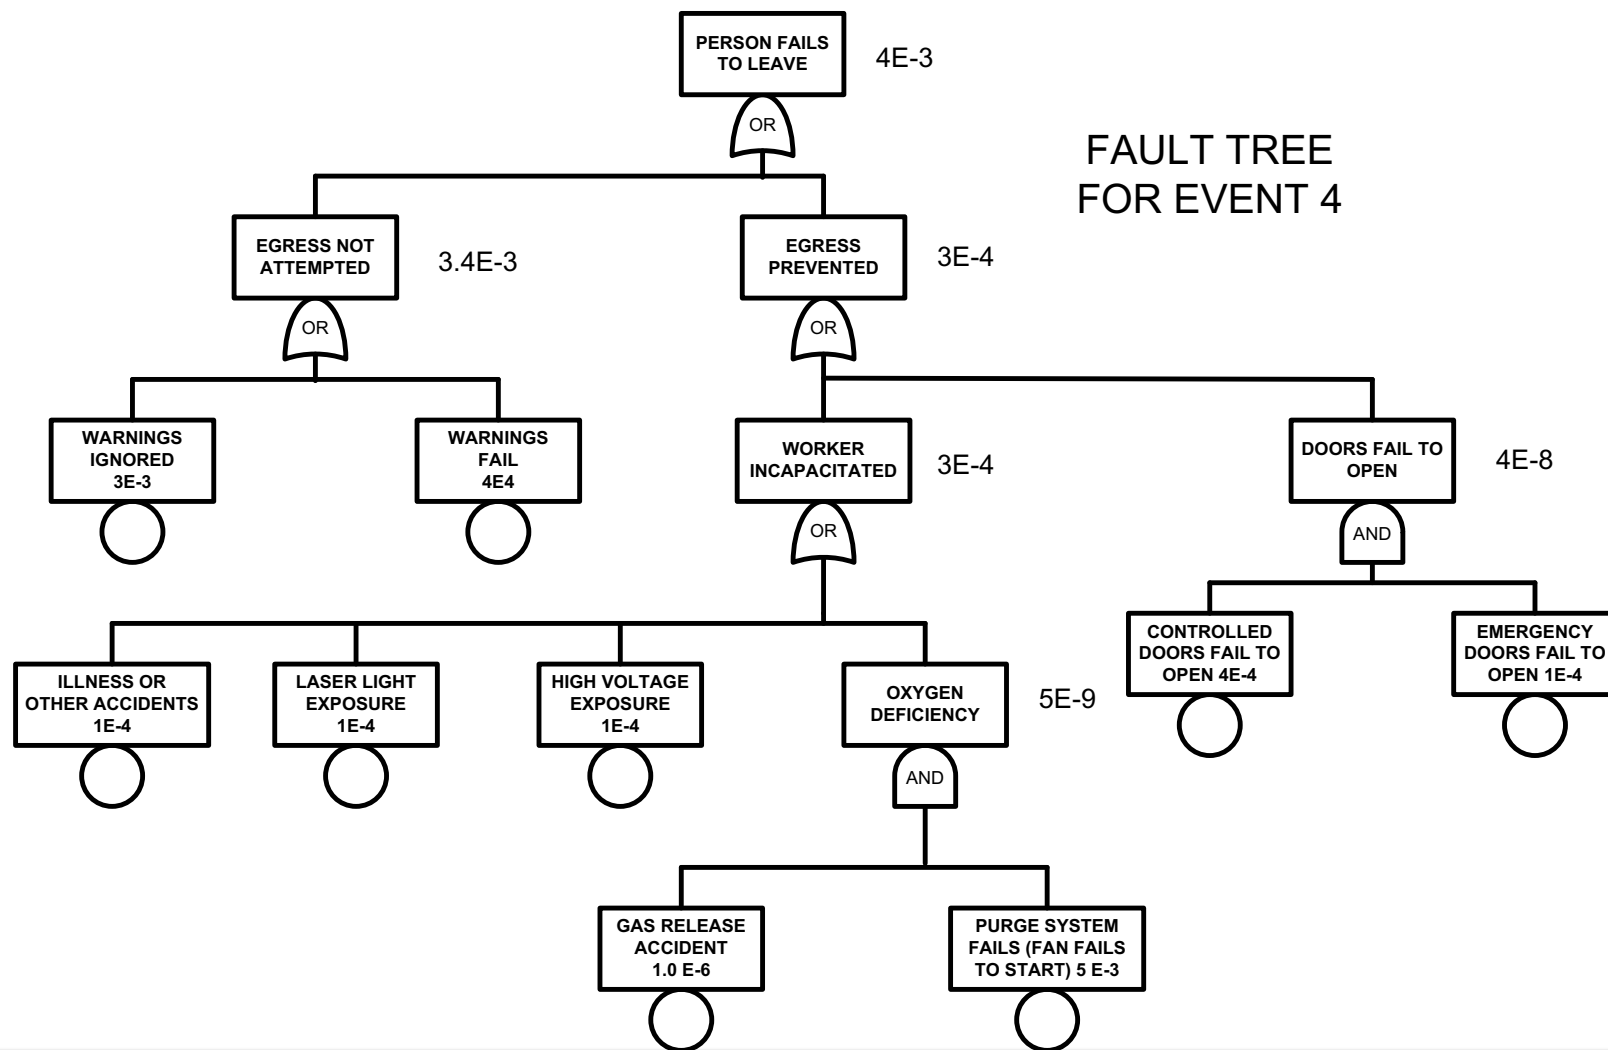 PERSON FAILS
TO LEAVE
4E-3
OR
FAULT TREE
FOR EVENT 4
EGRESS NOT
ATTEMPTED
3.4E-3
EGRESS
PREVENTED
3E-4
OR
OR
WARNINGS
IGNORED
3E-3
WARNINGS
FAIL
4E4
WORKER
INCAPACITATED
3E-4
DOORS FAIL TO
OPEN
4E-8
OR
AND
ILLNESS OR
OTHER ACCIDENTS
1E-4
LASER LIGHT
EXPOSURE
1E-4
HIGH VOLTAGE
EXPOSURE
1E-4
OXYGEN
DEFICIENCY
5E-9
CONTROLLED
DOORS FAIL TO
OPEN 4E-4
EMERGENCY
DOORS FAIL TO
OPEN 1E-4
AND
GAS RELEASE
ACCIDENT
1.0 E-6
PURGE SYSTEM
FAILS (FAN FAILS
TO START) 5 E-3